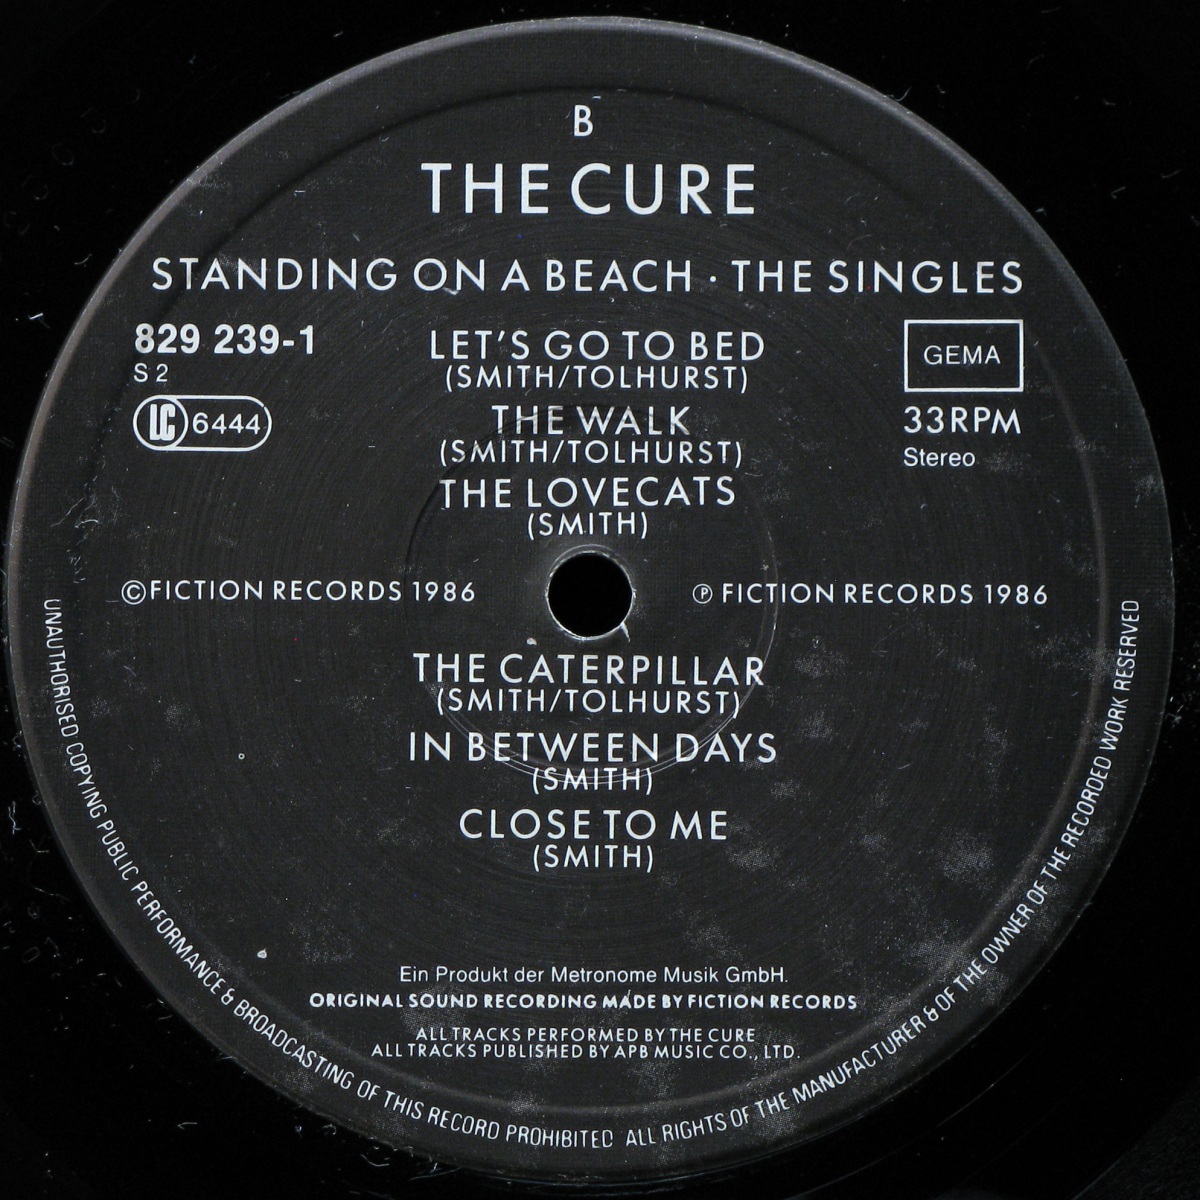 B
THE CURE
STANDING ON A BEACH · THE SINGLES
829 239-1
S 2
LC 6444
LET'S GO TO BED
(SMITH/TOLHURST)
THE WALK
(SMITH/TOLHURST)
THE LOVECATS
(SMITH)
GEMA
33RPM
Stereo
©FICTION RECORDS 1986
℗ FICTION RECORDS 1986
THE CATERPILLAR
(SMITH/TOLHURST)
IN BETWEEN DAYS
(SMITH)
CLOSE TO ME
(SMITH)
Ein Produkt der Metronome Musik GmbH.
ORIGINAL SOUND RECORDING MADE BY FICTION RECORDS
ALL TRACKS PERFORMED BY THE CURE
ALL TRACKS PUBLISHED BY APB MUSIC CO., LTD.
UNAUTHORISED COPYING PUBLIC PERFORMANCE & BROADCASTING OF THIS RECORD PROHIBITED ALL RIGHTS OF THE MANUFACTURER & OF THE OWNER OF THE RECORDED WORK RESERVED